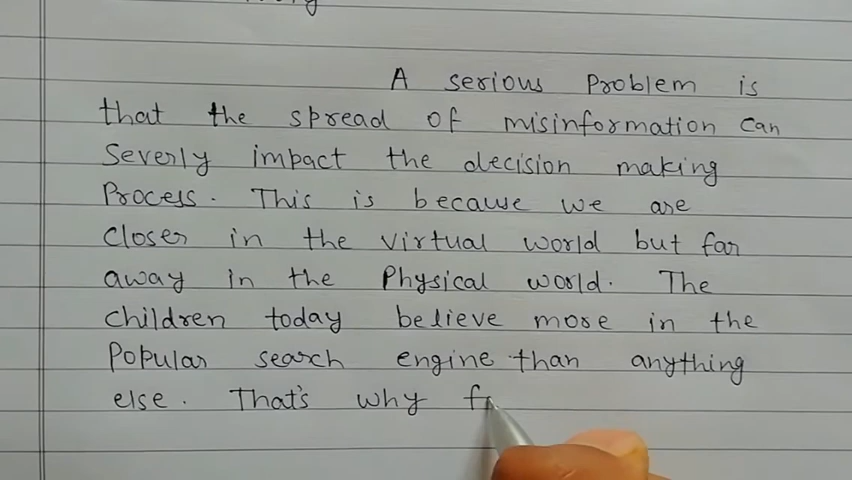 A serious Problem is
that the spread of misinformation can
Severly impact the decision making
Process. This is because we are
Closer in the virtual world but far
away in the Physical world. The
children today believe more in the
Popular search engine than anything
else. That's why